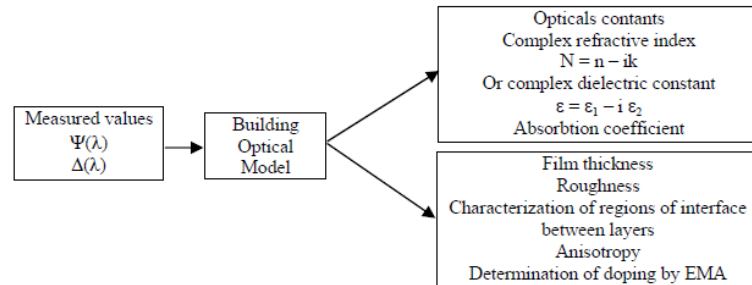 Measured values
Ψ(λ)
Δ(λ)
Building
Optical
Model
Opticals contants
Complex refractive index
N = n – ik
Or complex dielectric constant
ε = ε₁ – i ε₂
Absorbtion coefficient
Film thickness
Roughness
Characterization of regions of interface
between layers
Anisotropy
Determination of doping by EMA